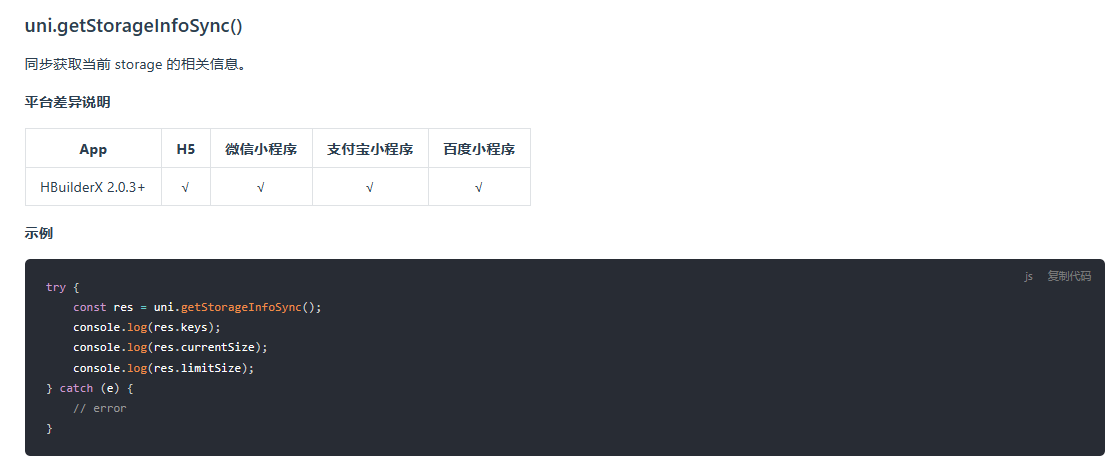 uni.getStorageInfoSync()
同步获取当前 storage 的相关信息。
平台差异说明
App H5 微信小程序 支付宝小程序 百度小程序
HBuilderX 2.0.3+ √ √ √ √
示例
js 复制代码
try {
    const res = uni.getStorageInfoSync();
    console.log(res.keys);
    console.log(res.currentSize);
    console.log(res.limitSize);
} catch (e) {
    // error
}